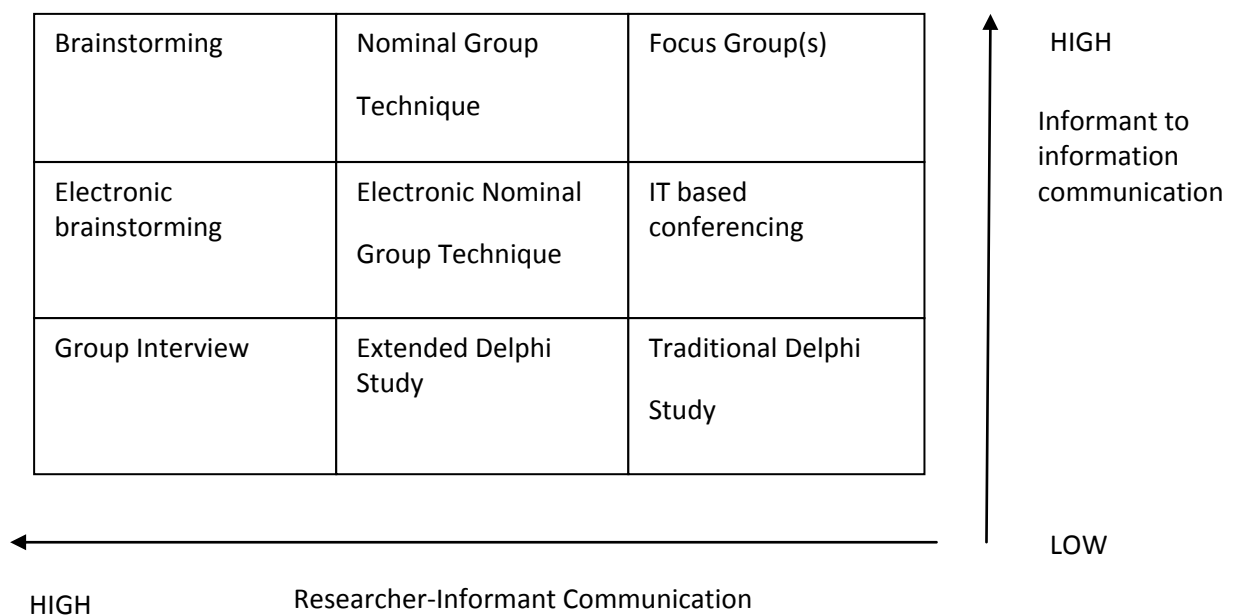 Brainstorming
Nominal Group
Technique
Focus Group(s)
HIGH
Informant to
information
communication
Electronic
brainstorming
Electronic Nominal
Group Technique
IT based
conferencing
Group Interview
Extended Delphi
Study
Traditional Delphi
Study
LOW
HIGH
Researcher-Informant Communication